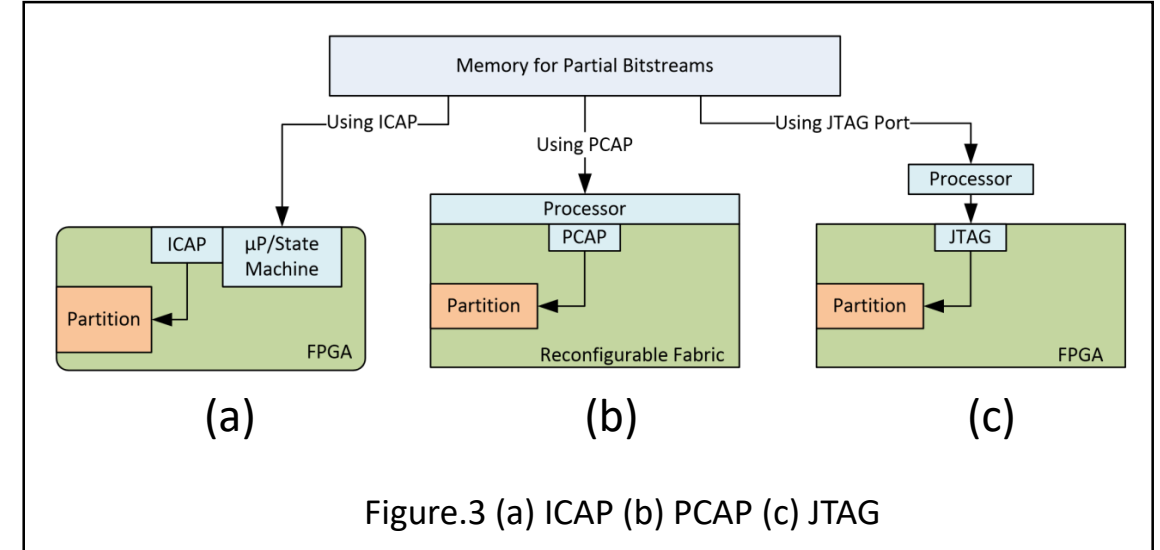 Memory for Partial Bitstreams
Using ICAP
Using PCAP
Using JTAG Port
ICAP
µP/State
Machine
Partition
FPGA
(a)
Processor
PCAP
Partition
Reconfigurable Fabric
(b)
Processor
JTAG
Partition
FPGA
(c)
Figure.3 (a) ICAP (b) PCAP (c) JTAG